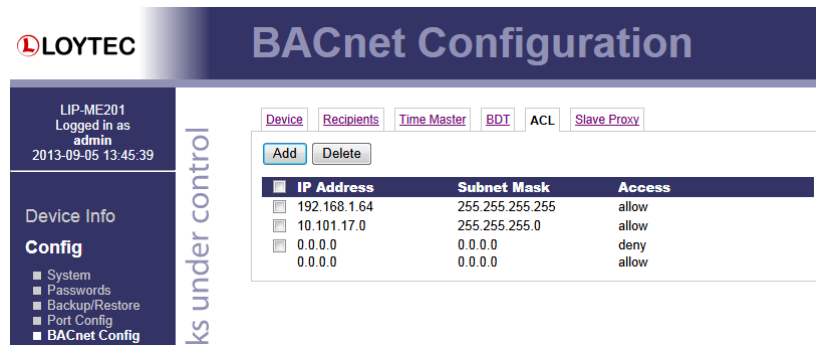 LOYTEC
BACnet Configuration
LIP-ME201
Logged in as
admin
2013-09-05 13:45:39
Device Info
Config
System
Passwords
Backup/Restore
Port Config
BACnet Config
ks under control
Device Recipients Time Master BDT ACL Slave Proxy
Add Delete
IP Address Subnet Mask Access
192.168.1.64 255.255.255.255 allow
10.101.17.0 255.255.255.0 allow
0.0.0.0 0.0.0.0 deny
0.0.0.0 0.0.0.0 allow